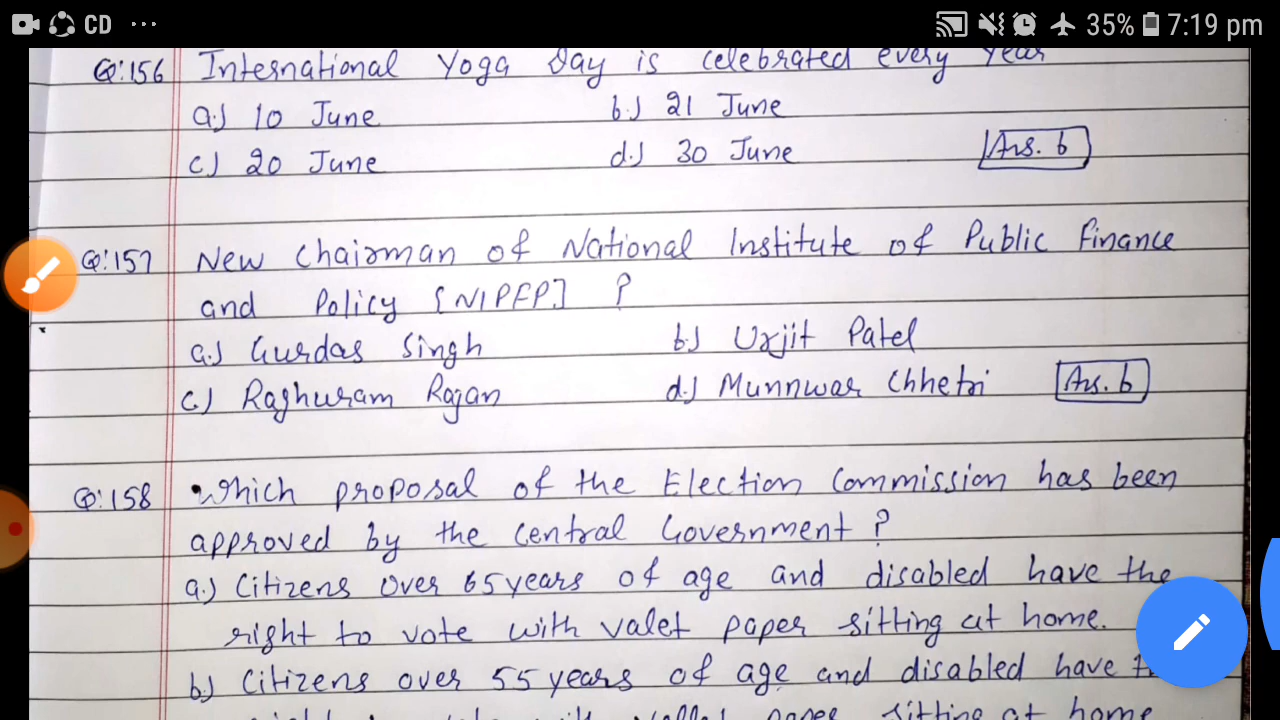 CD ... 35% 7:19 pm
Q:156 International Yoga Day is celebrated every year
a.) 10 June b.) 21 June
c.) 20 June d.) 30 June Ans. b
Q:157 New Chairman of National Institute of Public Finance
and Policy [NIPFP] ?
a.) Gurdas Singh b.) Urjit Patel
c.) Raghuram Rajan d.) Munnwar Chhetri Ans. b
Q:158 Which proposal of the Election Commission has been
approved by the Central Government ?
a.) Citizens over 65 years of age and disabled have the
right to vote with valet paper sitting at home.
b.) Citizens over 55 years of age and disabled have
paper sitting at home